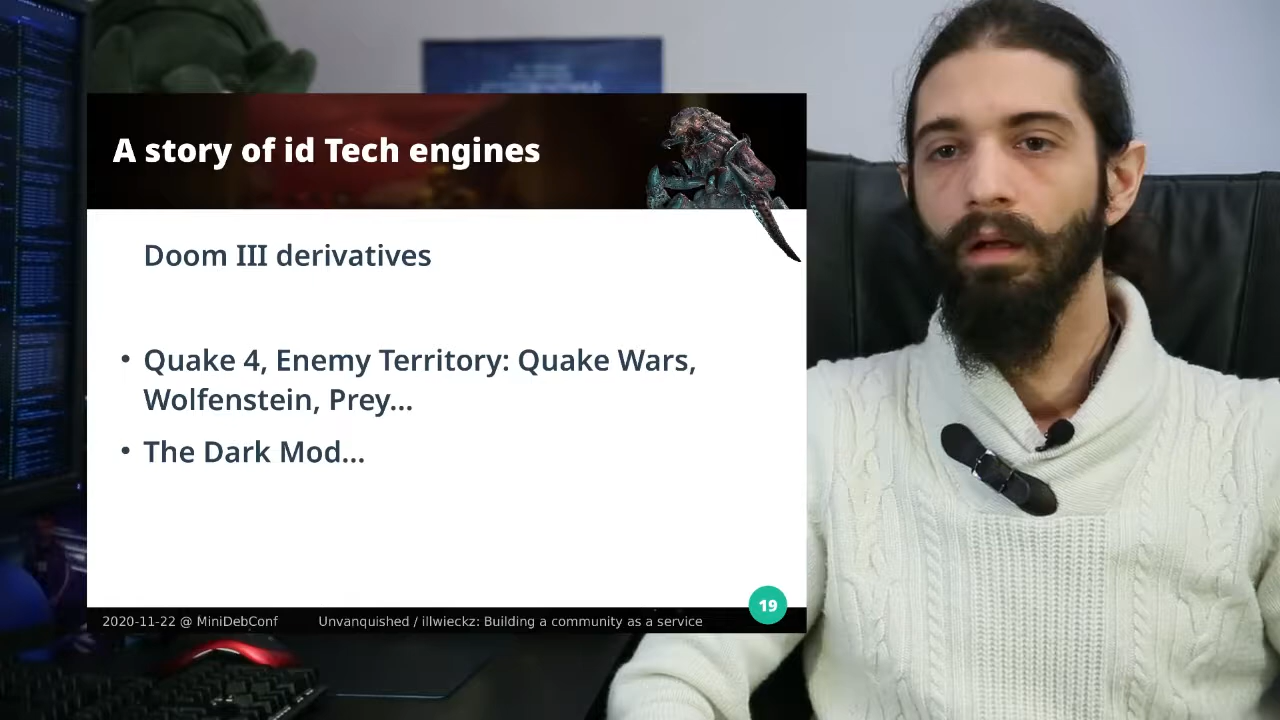 A story of id Tech engines
Doom III derivatives
• Quake 4, Enemy Territory: Quake Wars,
Wolfenstein, Prey...
• The Dark Mod...
19
2020-11-22 @ MiniDebConf
Unvanquished / illwieckz: Building a community as a service